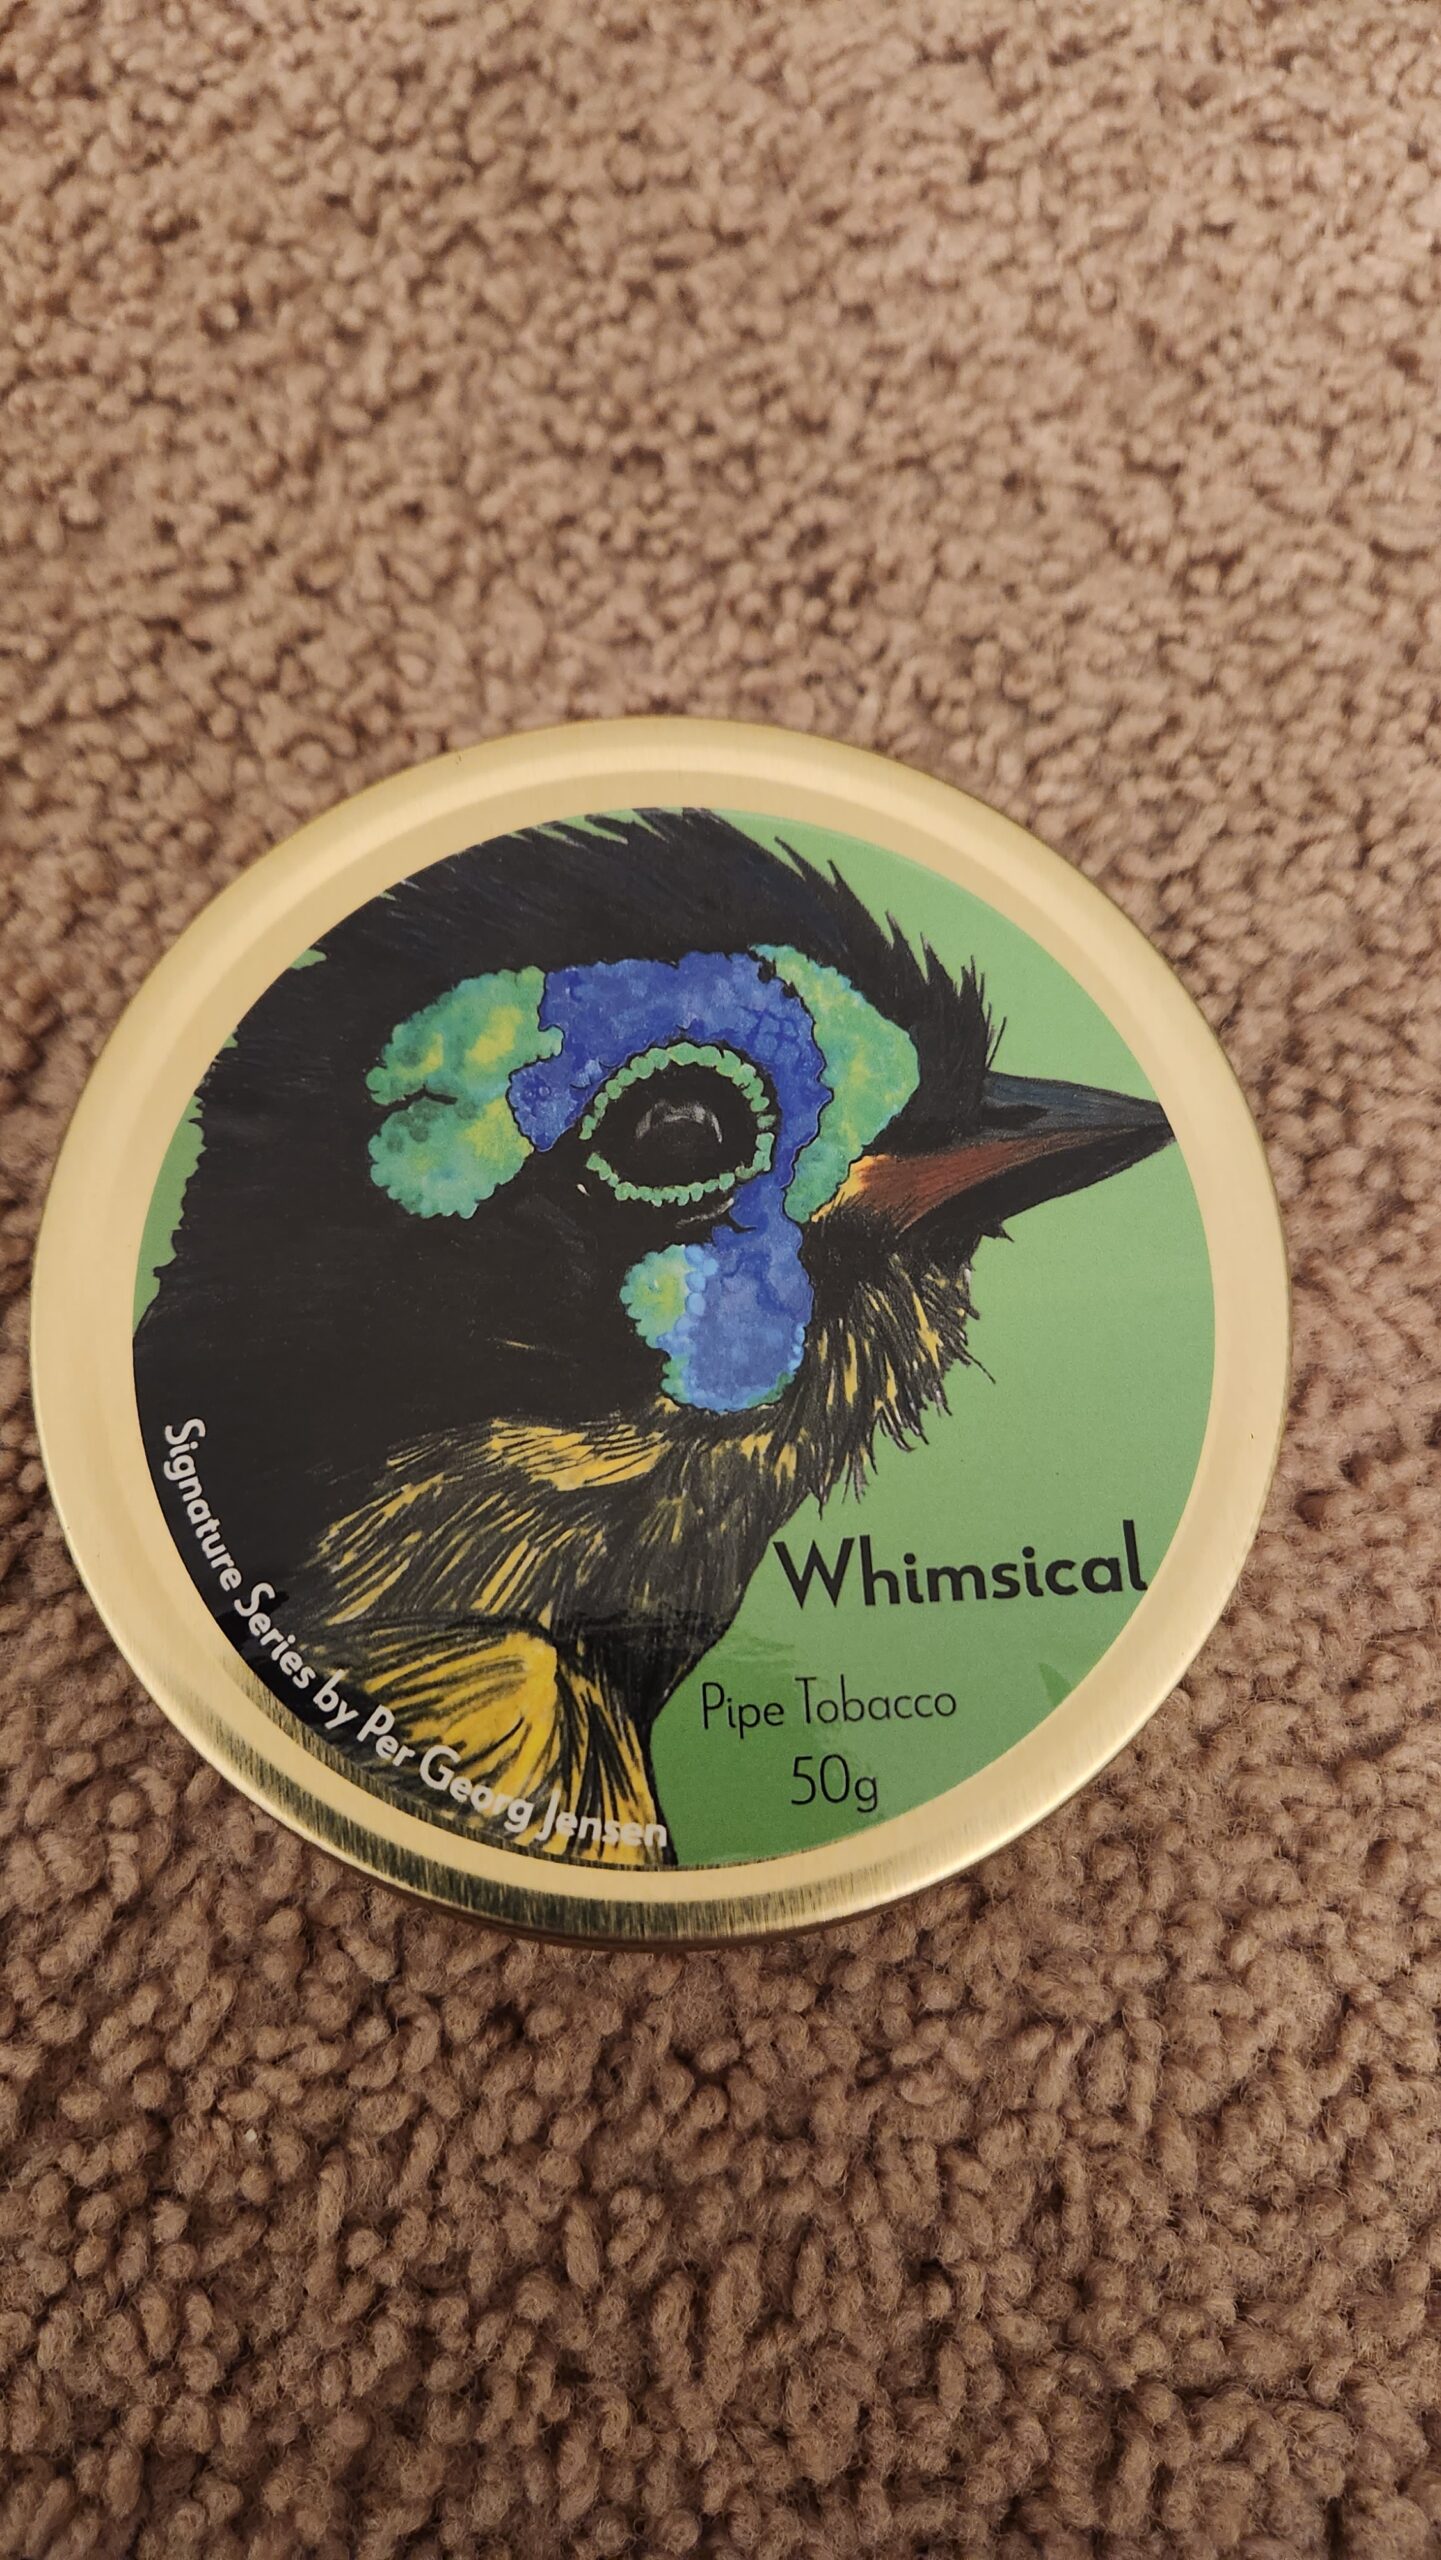 Whimsical
Pipe Tobacco
50g
Signature Series by Per Georg Jensen